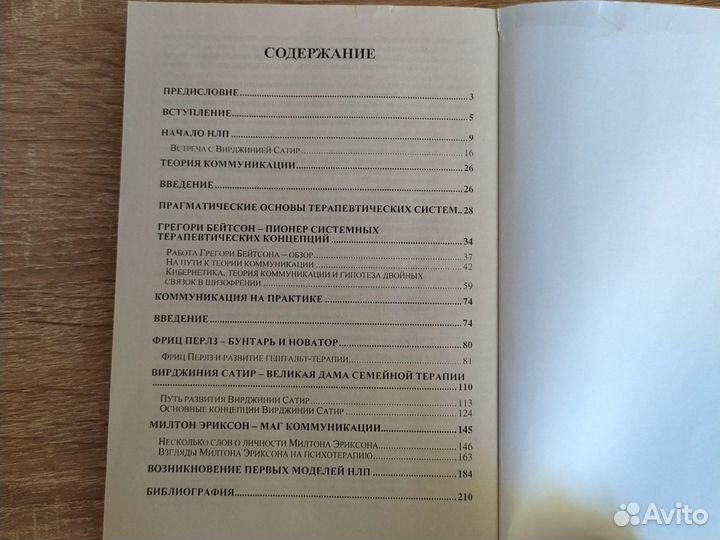 СОДЕРЖАНИЕ
ПРЕДИСЛОВИЕ 3
ВСТУПЛЕНИЕ 5
НАЧАЛО НЛП 9
ВСТРЕЧА С ВИРДЖИНИЕЙ САТИР 16
ТЕОРИЯ КОММУНИКАЦИИ 26
ВВЕДЕНИЕ 26
ПРАГМАТИЧЕСКИЕ ОСНОВЫ ТЕРАПЕВТИЧЕСКИХ СИСТЕМ..28
ГРЕГОРИ БЕЙТСОН – ПИОНЕР СИСТЕМНЫХ
ТЕРАПЕВТИЧЕСКИХ КОНЦЕПЦИЙ 34
РАБОТА ГРЕГОРИ БЕЙТСОНА – ОБЗОР 37
НА ПУТИ К ТЕОРИИ КОММУНИКАЦИИ 42
КИБЕРНЕТИКА, ТЕОРИЯ КОММУНИКАЦИИ И ГИПОТЕЗА ДВОЙНЫХ
СВЯЗОК В ШИЗОФРЕНИИ 59
КОММУНИКАЦИЯ НА ПРАКТИКЕ 74
ВВЕДЕНИЕ 74
ФРИЦ ПЕРЛЗ – БУНТАРЬ И НОВАТОР 80
ФРИЦ ПЕРЛЗ И РАЗВИТИЕ ГЕШТАЛЬТ-ТЕРАПИИ 81
ВИРДЖИНИЯ САТИР – ВЕЛИКАЯ ДАМА СЕМЕЙНОЙ ТЕРАПИИ
110
ПУТЬ РАЗВИТИЯ ВИРДЖИНИИ САТИР 113
ОСНОВНЫЕ КОНЦЕПЦИИ ВИРДЖИНИИ САТИР 124
МИЛТОН ЭРИКСОН – МАГ КОММУНИКАЦИИ 145
НЕСКОЛЬКО СЛОВ О ЛИЧНОСТИ МИЛТОНА ЭРИКСОНА 146
ВЗГЛЯДЫ МИЛТОНА ЭРИКСОНА НА ПСИХОТЕРАПИЮ 163
ВОЗНИКНОВЕНИЕ ПЕРВЫХ МОДЕЛЕЙ НЛП 184
БИБЛИОГРАФИЯ 210
Avito